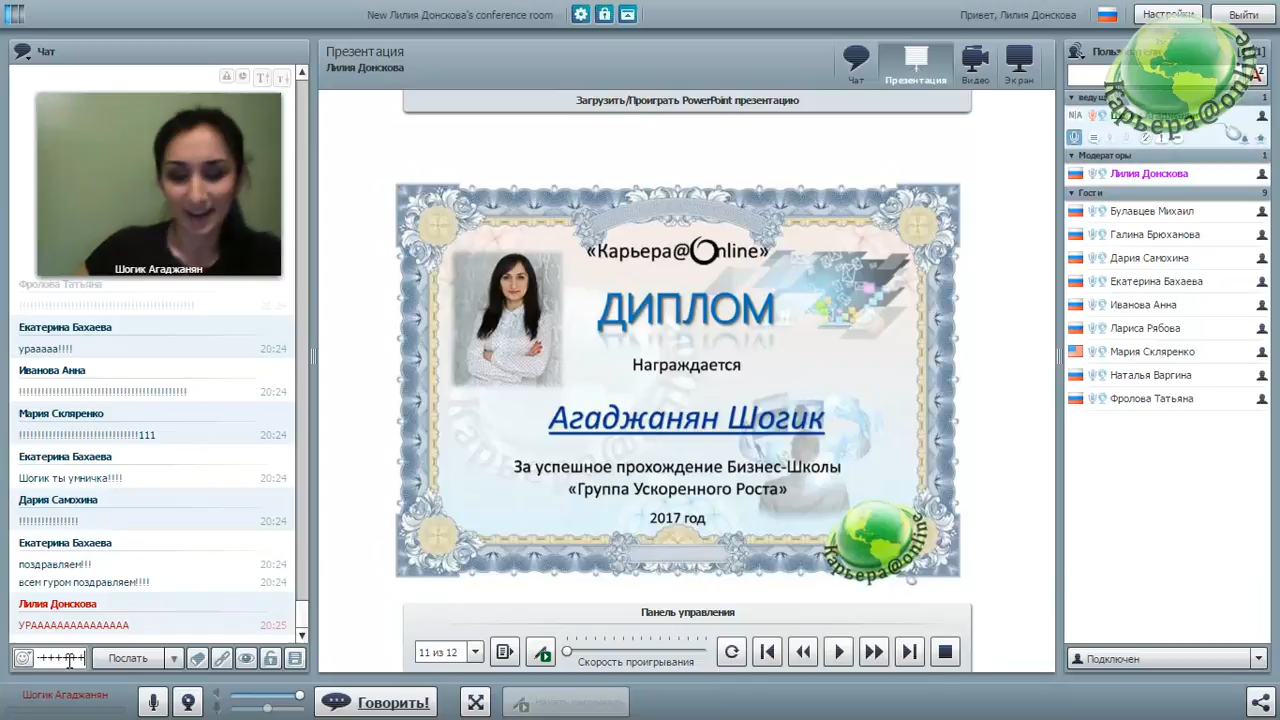 New Лилия Донскова's conference room
Привет, Лилия Донскова
Настройки
Выйти
Чат
Шогик Агаджанян
Фролова Татьяна
Екатерина Бахаева
урааааа!!!!
20:24
Иванова Анна
20:24
Мария Скляренко
20:24
Екатерина Бахаева
Шогик ты умничка!!!!
20:24
Дария Самохина
!!!!!!!!!!!!!!!!
20:24
Екатерина Бахаева
поздравляем!!!
20:24
всем гуром поздравляем!!!!
20:24
Лилия Донскова
20:25
Послать
Презентация
Лилия Донскова
Чат
Презентация
Видео
Экран
Загрузить/Проиграть PowerPoint презентацию
«Карьера@Online»
ДИПЛОМ
Награждается
Агаджанян Шогик
За успешное прохождение Бизнес-Школы
«Группа Ускоренного Роста»
2017 год
Карьера@online
Панель управления
11 из 12
Скорость проигрывания
Карьера@online
N/A
Модераторы
1
Лилия Донскова
Гости
9
Булавцев Михаил
Галина Брюханова
Дария Самохина
Екатерина Бахаева
Иванова Анна
Лариса Рябова
Мария Скляренко
Наталья Варгина
Фролова Татьяна
Подключен
Шогик Агаджанян
Говорить!